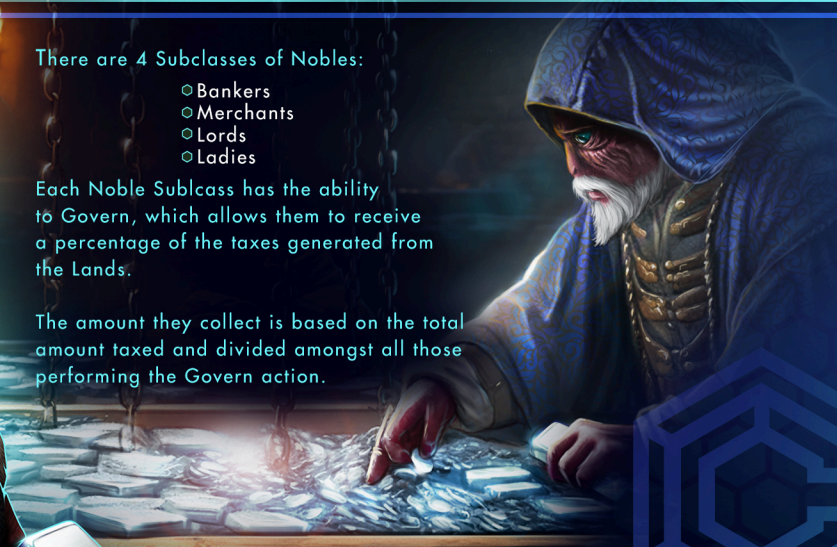 There are 4 Subclasses of Nobles:
Bankers
Merchants
Lords
Ladies
Each Noble Sublcass has the ability
to Govern, which allows them to receive
a percentage of the taxes generated from
the Lands.
The amount they collect is based on the total
amount taxed and divided amongst all those
performing the Govern action.